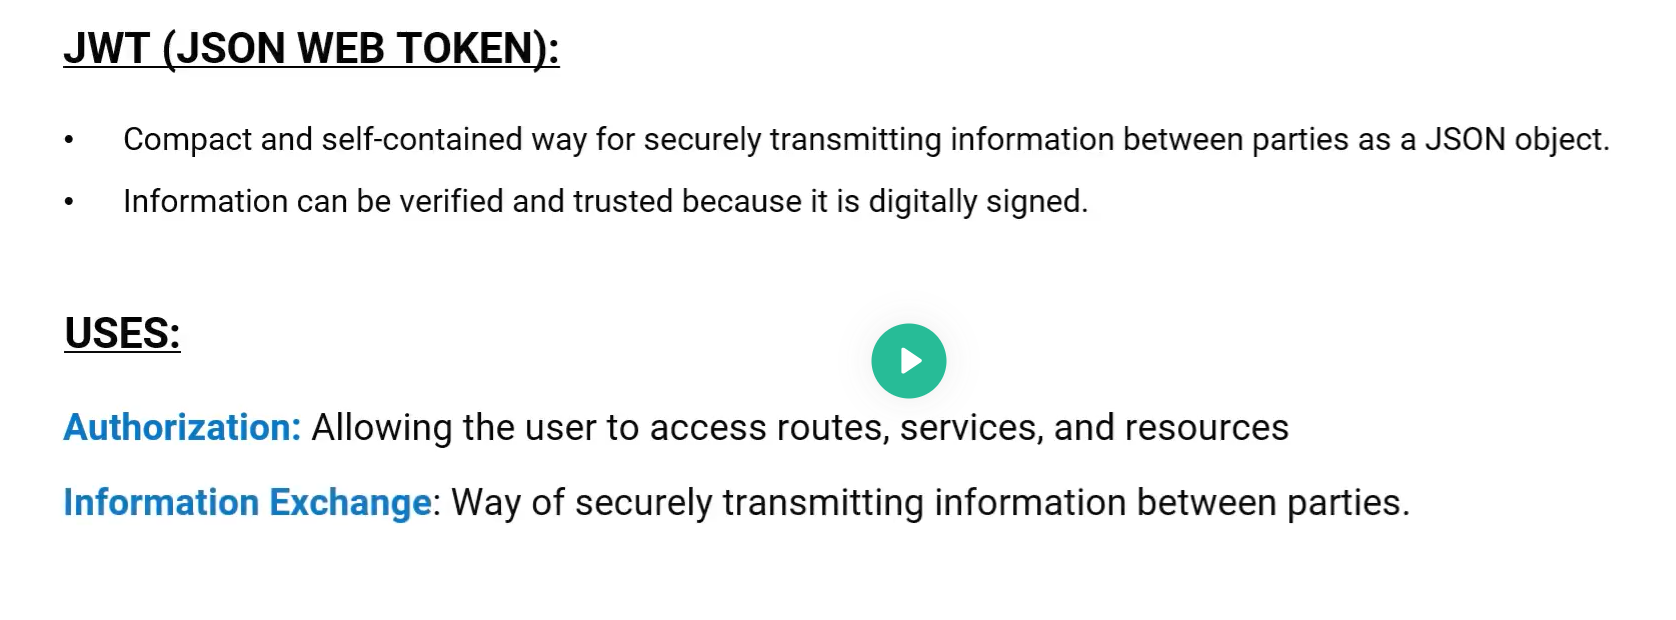 JWT (JSON WEB TOKEN):
• Compact and self-contained way for securely transmitting information between parties as a JSON object.
• Information can be verified and trusted because it is digitally signed.
USES:
Authorization: Allowing the user to access routes, services, and resources
Information Exchange: Way of securely transmitting information between parties.